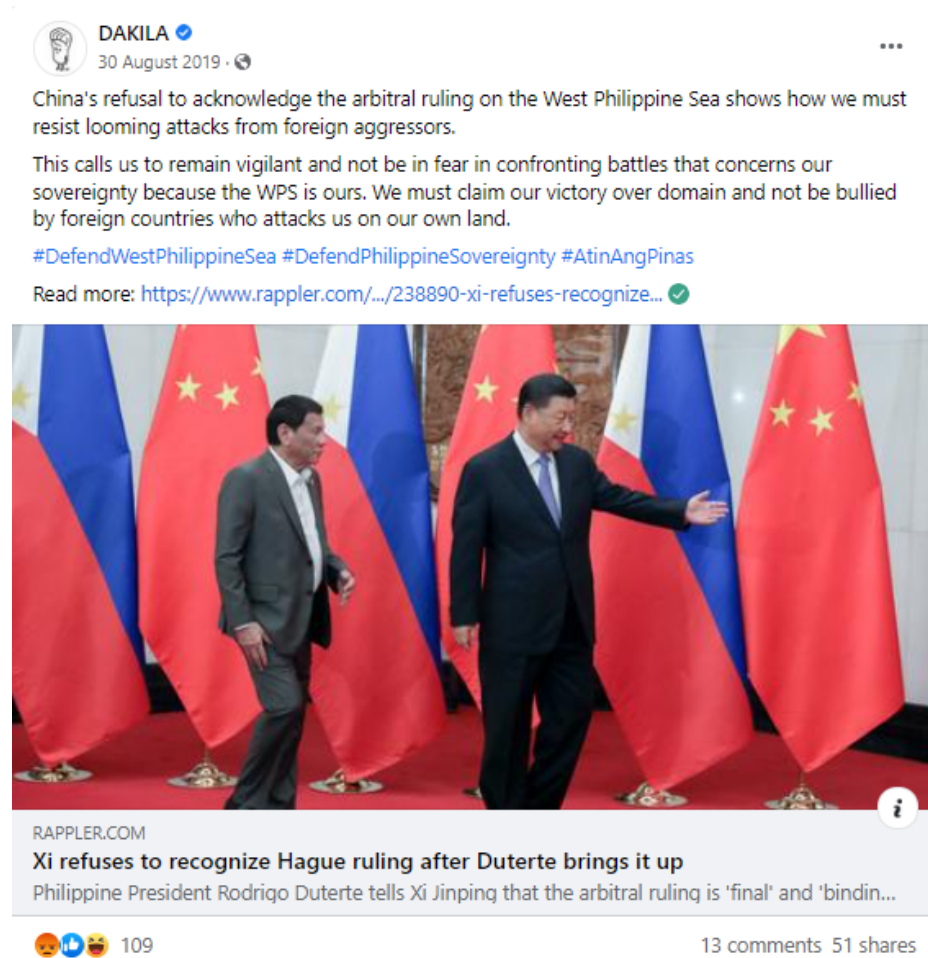 DAKILA
30 August 2019 ·
China's refusal to acknowledge the arbitral ruling on the West Philippine Sea shows how we must
resist looming attacks from foreign aggressors.
This calls us to remain vigilant and not be in fear in confronting battles that concerns our
sovereignty because the WPS is ours. We must claim our victory over domain and not be bullied
by foreign countries who attacks us on our own land.
#DefendWestPhilippineSea #DefendPhilippineSovereignty #AtinAngPinas
Read more: https://www.rappler.com/.../238890-xi-refuses-recognize...
i
RAPPLER.COM
Xi refuses to recognize Hague ruling after Duterte brings it up
Philippine President Rodrigo Duterte tells Xi Jinping that the arbitral ruling is 'final' and 'bindin...
109
13 comments 51 shares